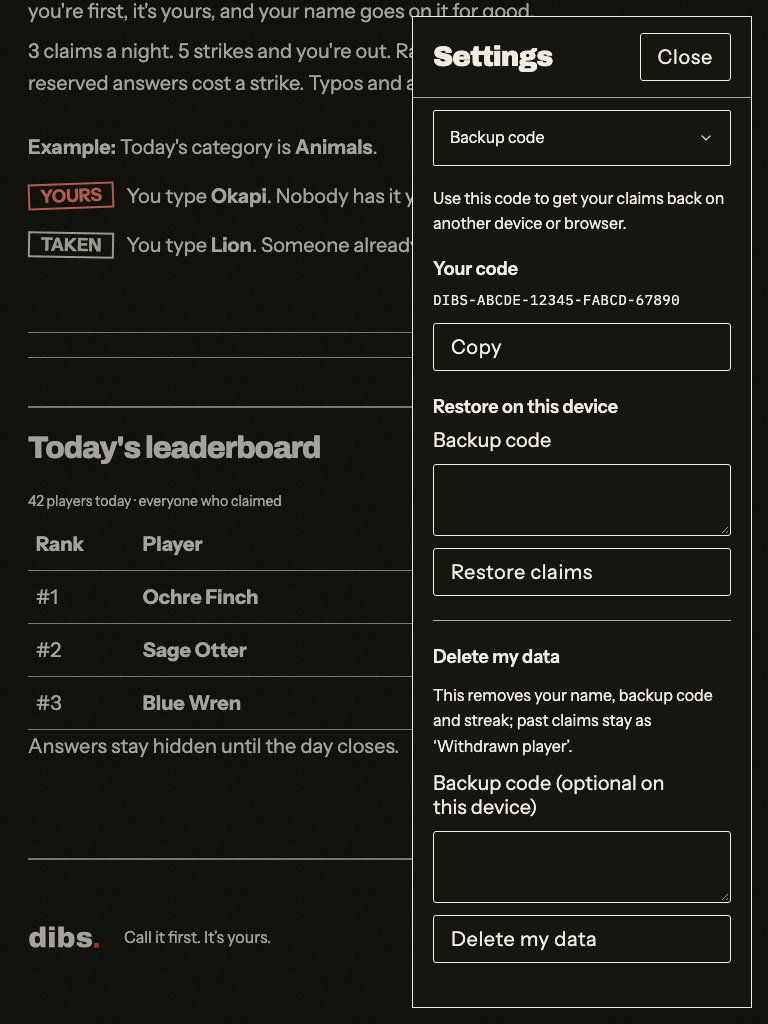 you're first, it's yours, and your name goes on it for good.
3 claims a night. 5 strikes and you're out.
reserved answers cost a strike. Typos and
Example: Today's category is Animals.
YOURS You type Okapi. Nobody has it
TAKEN You type Lion. Someone already
Today's leaderboard
42 players today · everyone who claimed
Rank Player
#1 Ochre Finch
#2 Sage Otter
#3 Blue Wren
Answers stay hidden until the day closes.
dibs. Call it first. It's yours.
Settings
Close
Backup code
Use this code to get your claims back on
another device or browser.
Your code
DIBS-ABCDE-12345-FABCD-67890
Copy
Restore on this device
Backup code
Restore claims
Delete my data
This removes your name, backup code
and streak; past claims stay as
‘Withdrawn player’.
Backup code (optional on
this device)
Delete my data